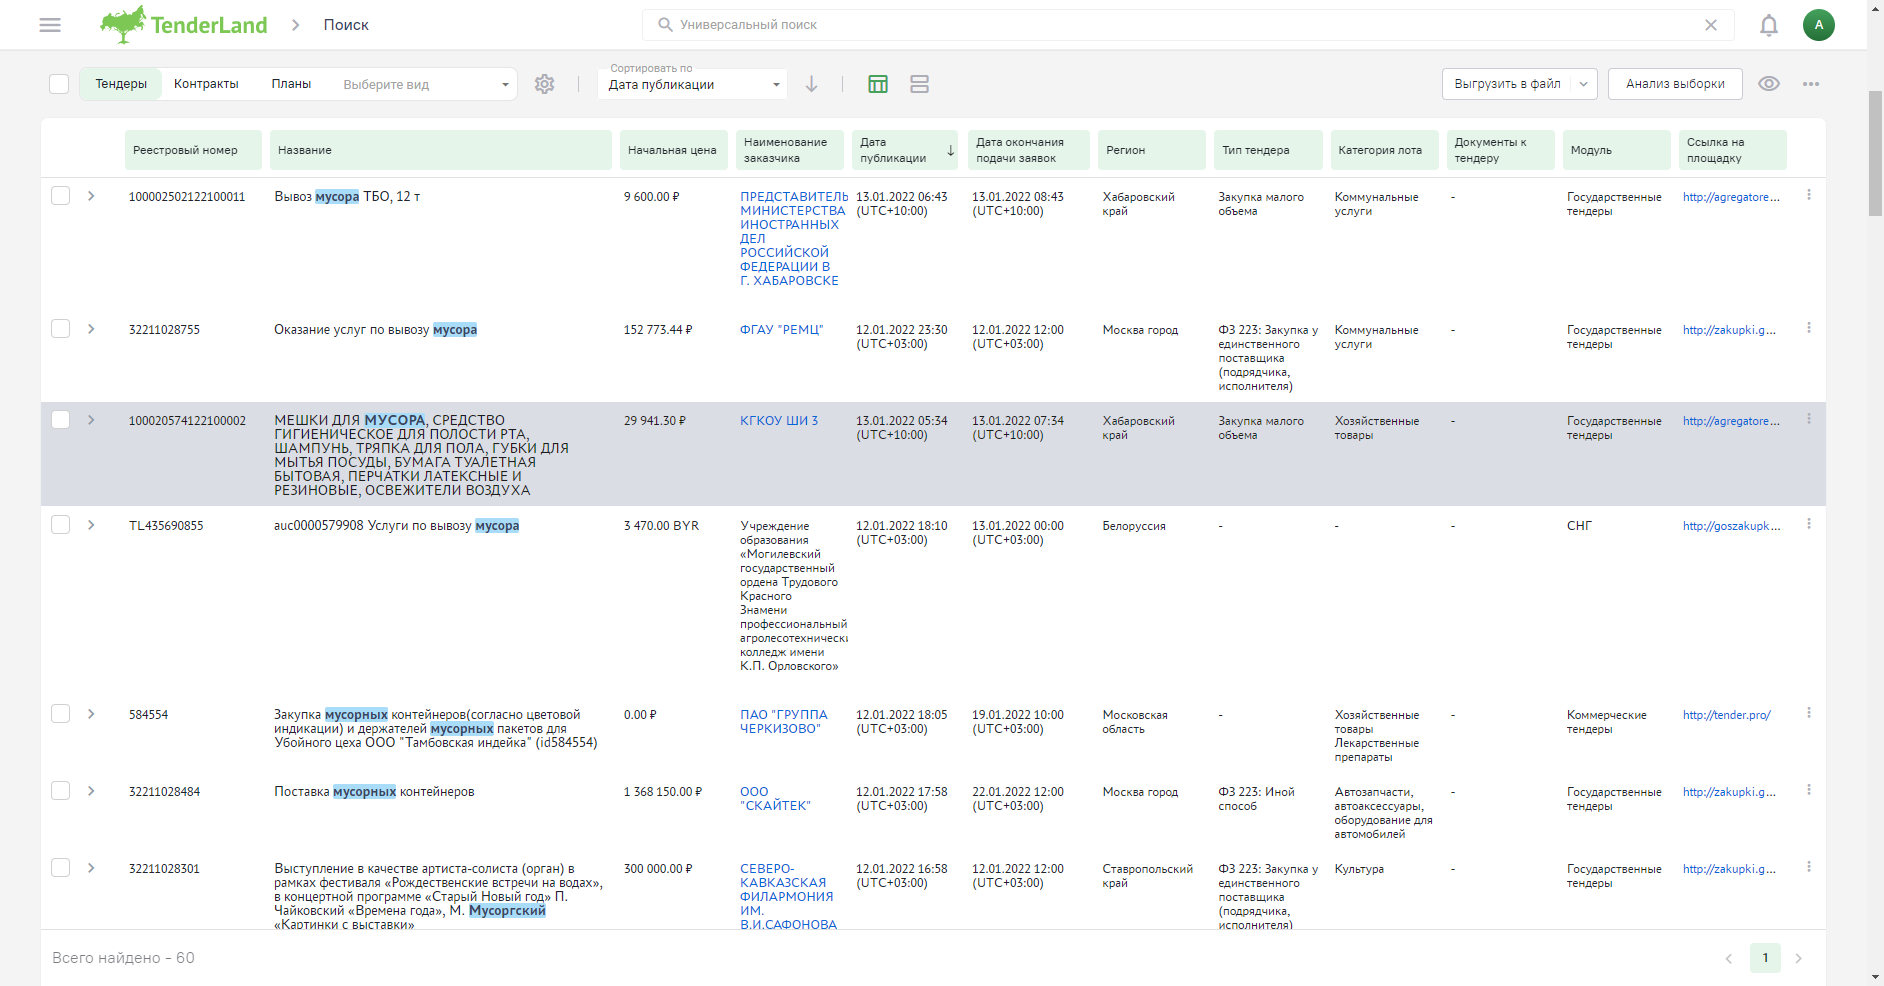 TenderLand
Поиск
Универсальный поиск
А
Тендеры
Контракты
Планы
Выберите вид
Сортировать по
Дата публикации
Выгрузить в файл
Анализ выборки
Реестровый номер
Название
Начальная цена
Наименование
заказчика
Дата
публикации
Дата окончания
подачи заявок
Регион
Тип тендера
Категория лота
Документы к
тендеру
Модуль
Ссылка на
площадку
100002502122100011
Вывоз мусора ТБО, 12 т
9 600.00 ₽
ПРЕДСТАВИТЕЛЬ
МИНИСТЕРСТВА
ИНОСТРАННЫХ
ДЕЛ
РОССИЙСКОЙ
ФЕДЕРАЦИИ В
Г. ХАБАРОВСКЕ
13.01.2022 06:43
(UTC+10:00)
13.01.2022 08:43
(UTC+10:00)
Хабаровский
край
Закупка малого
объема
Коммунальные
услуги
-
Государственные
тендеры
http://agregatore...
32211028755
Оказание услуг по вывозу мусора
152 773.44 ₽
ФГАУ "РЕМЦ"
12.01.2022 23:30
(UTC+03:00)
12.01.2022 12:00
(UTC+03:00)
Москва город
ФЗ 223: Закупка у
единственного
поставщика
(подрядчика,
исполнителя)
Коммунальные
услуги
-
Государственные
тендеры
http://zakupki.g...
100020574122100002
МЕШКИ ДЛЯ МУСОРА, СРЕДСТВО
ГИГИЕНИЧЕСКОЕ ДЛЯ ПОЛОСТИ РТА,
ШАМПУНЬ, ТРЯПКА ДЛЯ ПОЛА, ГУБКИ ДЛЯ
МЫТЬЯ ПОСУДЫ, БУМАГА ТУАЛЕТНАЯ
БЫТОВАЯ, ПЕРЧАТКИ ЛАТЕКСНЫЕ И
РЕЗИНОВЫЕ, ОСВЕЖИТЕЛИ ВОЗДУХА
29 941.30 ₽
КГКОУ ШИ 3
13.01.2022 05:34
(UTC+10:00)
13.01.2022 07:34
(UTC+10:00)
Хабаровский
край
Закупка малого
объема
Хозяйственные
товары
-
Государственные
тендеры
http://agregatore...
TL435690855
auc0000579908 Услуги по вывозу мусора
3 470.00 BYR
Учреждение
образования
«Могилевский
государственный
ордена Трудового
Красного
Знамени
профессиональный
агролесотехническ
колледж имени
К.П. Орловского»
12.01.2022 18:10
(UTC+03:00)
13.01.2022 00:00
(UTC+03:00)
Белоруссия
-
-
-
СНГ
http://goszakupk...
584554
Закупка мусорных контейнеров(согласно цветовой
индикации) и держателей мусорных пакетов для
Убойного цеха ООО "Тамбовская индейка" (id584554)
0.00 ₽
ПАО "ГРУППА
ЧЕРКИЗОВО"
12.01.2022 18:05
(UTC+03:00)
19.01.2022 10:00
(UTC+03:00)
Московская
область
-
Хозяйственные
товары
Лекарственные
препараты
-
Коммерческие
тендеры
http://tender.pro/
32211028484
Поставка мусорных контейнеров
1 368 150.00 ₽
ООО
"СКАЙТЕК"
12.01.2022 17:58
(UTC+03:00)
22.01.2022 12:00
(UTC+03:00)
Москва город
ФЗ 223: Иной
способ
Автозапчасти,
автоаксессуары,
оборудование для
автомобилей
-
Государственные
тендеры
http://zakupki.g...
32211028301
Выступление в качестве артиста-солиста (орган) в
рамках фестиваля «Рождественские встречи на водах»,
в концертной программе «Старый Новый год» П.
Чайковский «Времена года», М. Мусоргский
«Картинки с выставки»
300 000.00 ₽
СЕВЕРО-
КАВКАЗСКАЯ
ФИЛАРМОНИЯ
ИМ.
В.И.САФОНОВА
12.01.2022 16:58
(UTC+03:00)
12.01.2022 12:00
(UTC+03:00)
Ставропольский
край
ФЗ 223: Закупка у
единственного
поставщика
(подрядчика,
исполнителя)
Культура
-
Государственные
тендеры
http://zakupki.g...
Всего найдено - 60
1